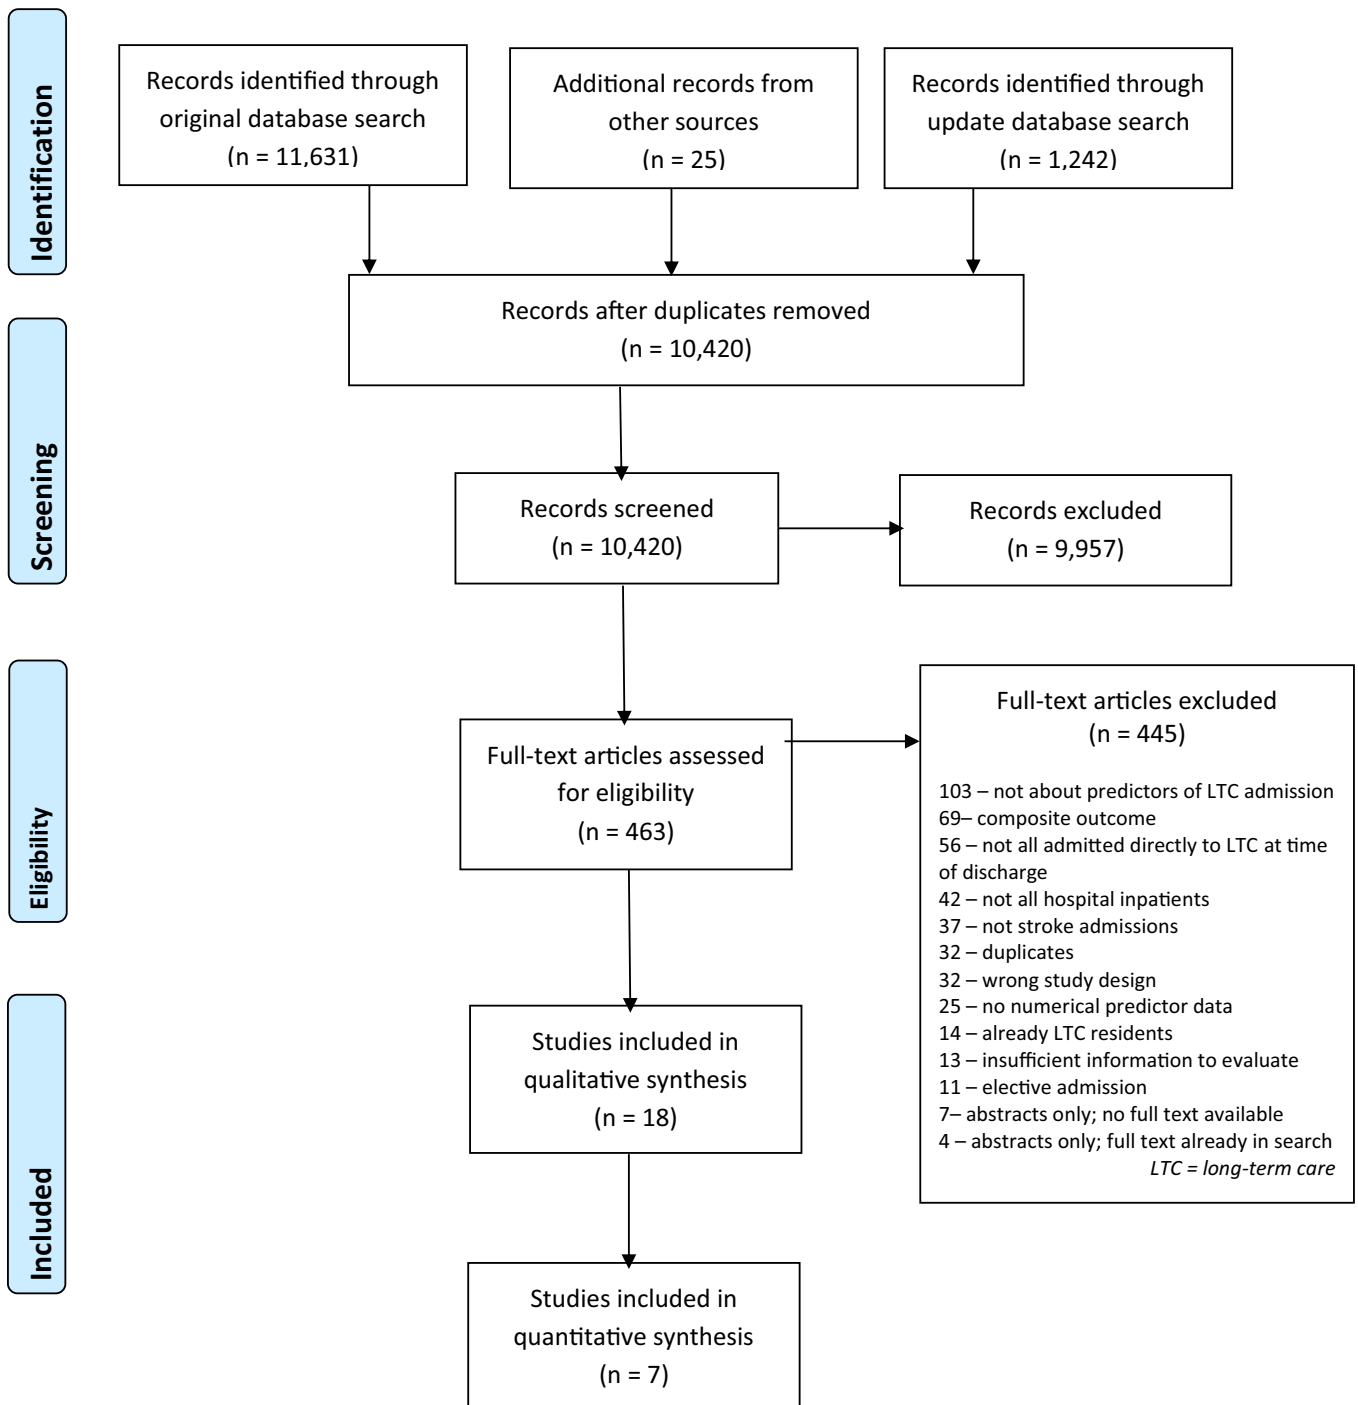 Identification
Records identified through
original database search
(n = 11,631)
Additional records from
other sources
(n = 25)
Records identified through
update database search
(n = 1,242)
Records after duplicates removed
(n = 10,420)
Screening
Records screened
(n = 10,420)
Records excluded
(n = 9,957)
Eligibility
Full-text articles assessed
for eligibility
(n = 463)
Full-text articles excluded
(n = 445)
103 – not about predictors of LTC admission
69– composite outcome
56 – not all admitted directly to LTC at time
of discharge
42 – not all hospital inpatients
37 – not stroke admissions
32 – duplicates
32 – wrong study design
25 – no numerical predictor data
14 – already LTC residents
13 – insufficient information to evaluate
11 – elective admission
7– abstracts only; no full text available
4 – abstracts only; full text already in search
LTC = long-term care
Included
Studies included in
qualitative synthesis
(n = 18)
Studies included in
quantitative synthesis
(n = 7)